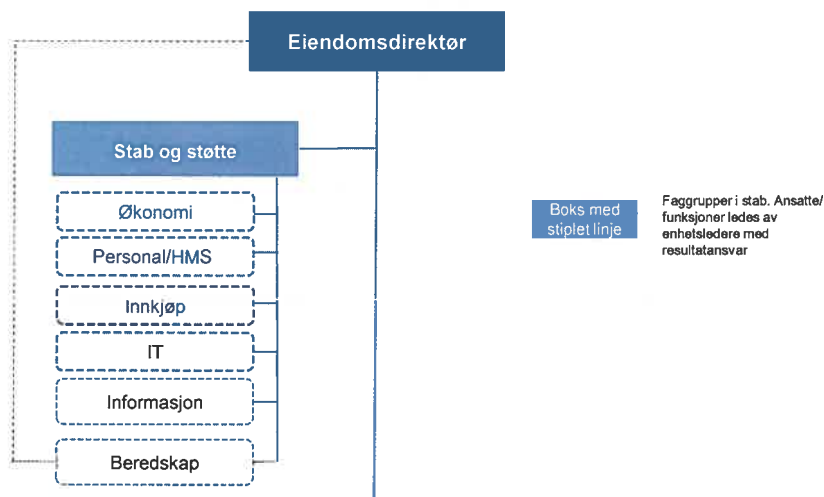 Eiendomsdirektør
Stab og støtte
Økonomi
Personal/HMS
Innkjøp
IT
Informasjon
Beredskap
Boks med
stiplet linje
Faggrupper i stab. Ansatte/
funksjoner ledes av
enhetsledere med
resultatansvar